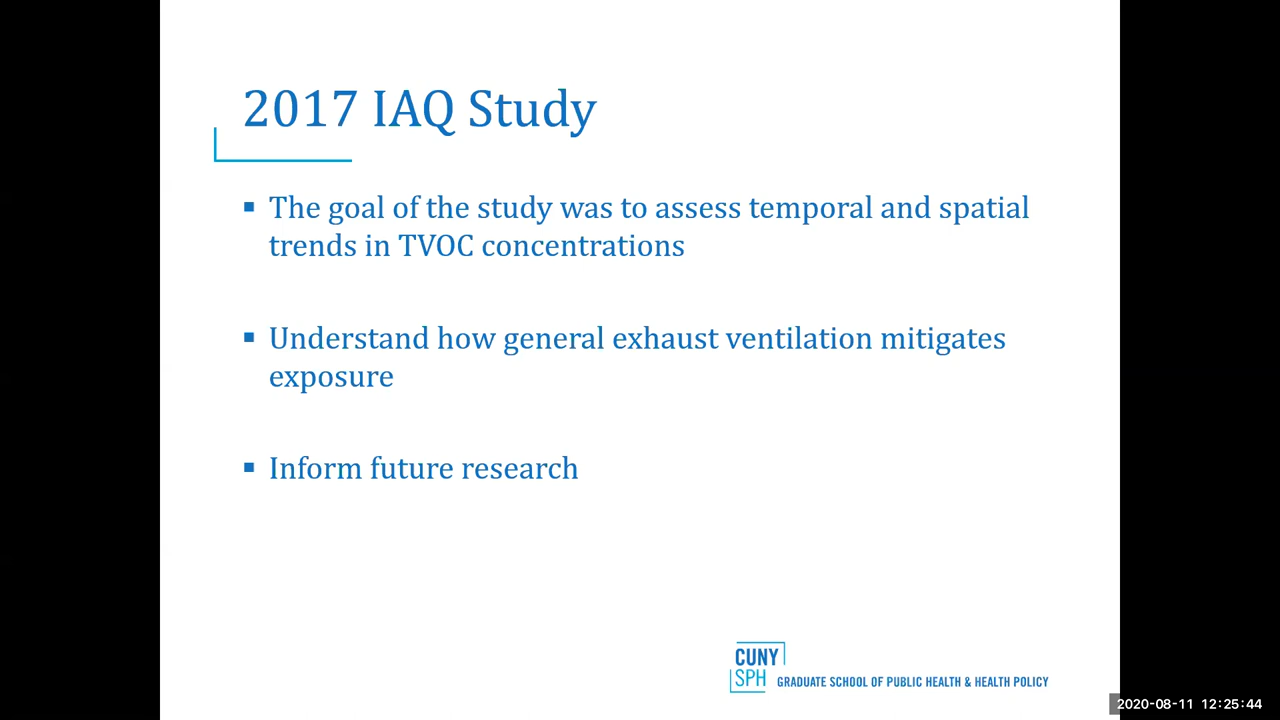 2017 IAQ Study
▪ The goal of the study was to assess temporal and spatial
trends in TVOC concentrations
▪ Understand how general exhaust ventilation mitigates
exposure
▪ Inform future research
CUNY
SPH GRADUATE SCHOOL OF PUBLIC HEALTH & HEALTH POLICY
2020-08-11 12:25:44